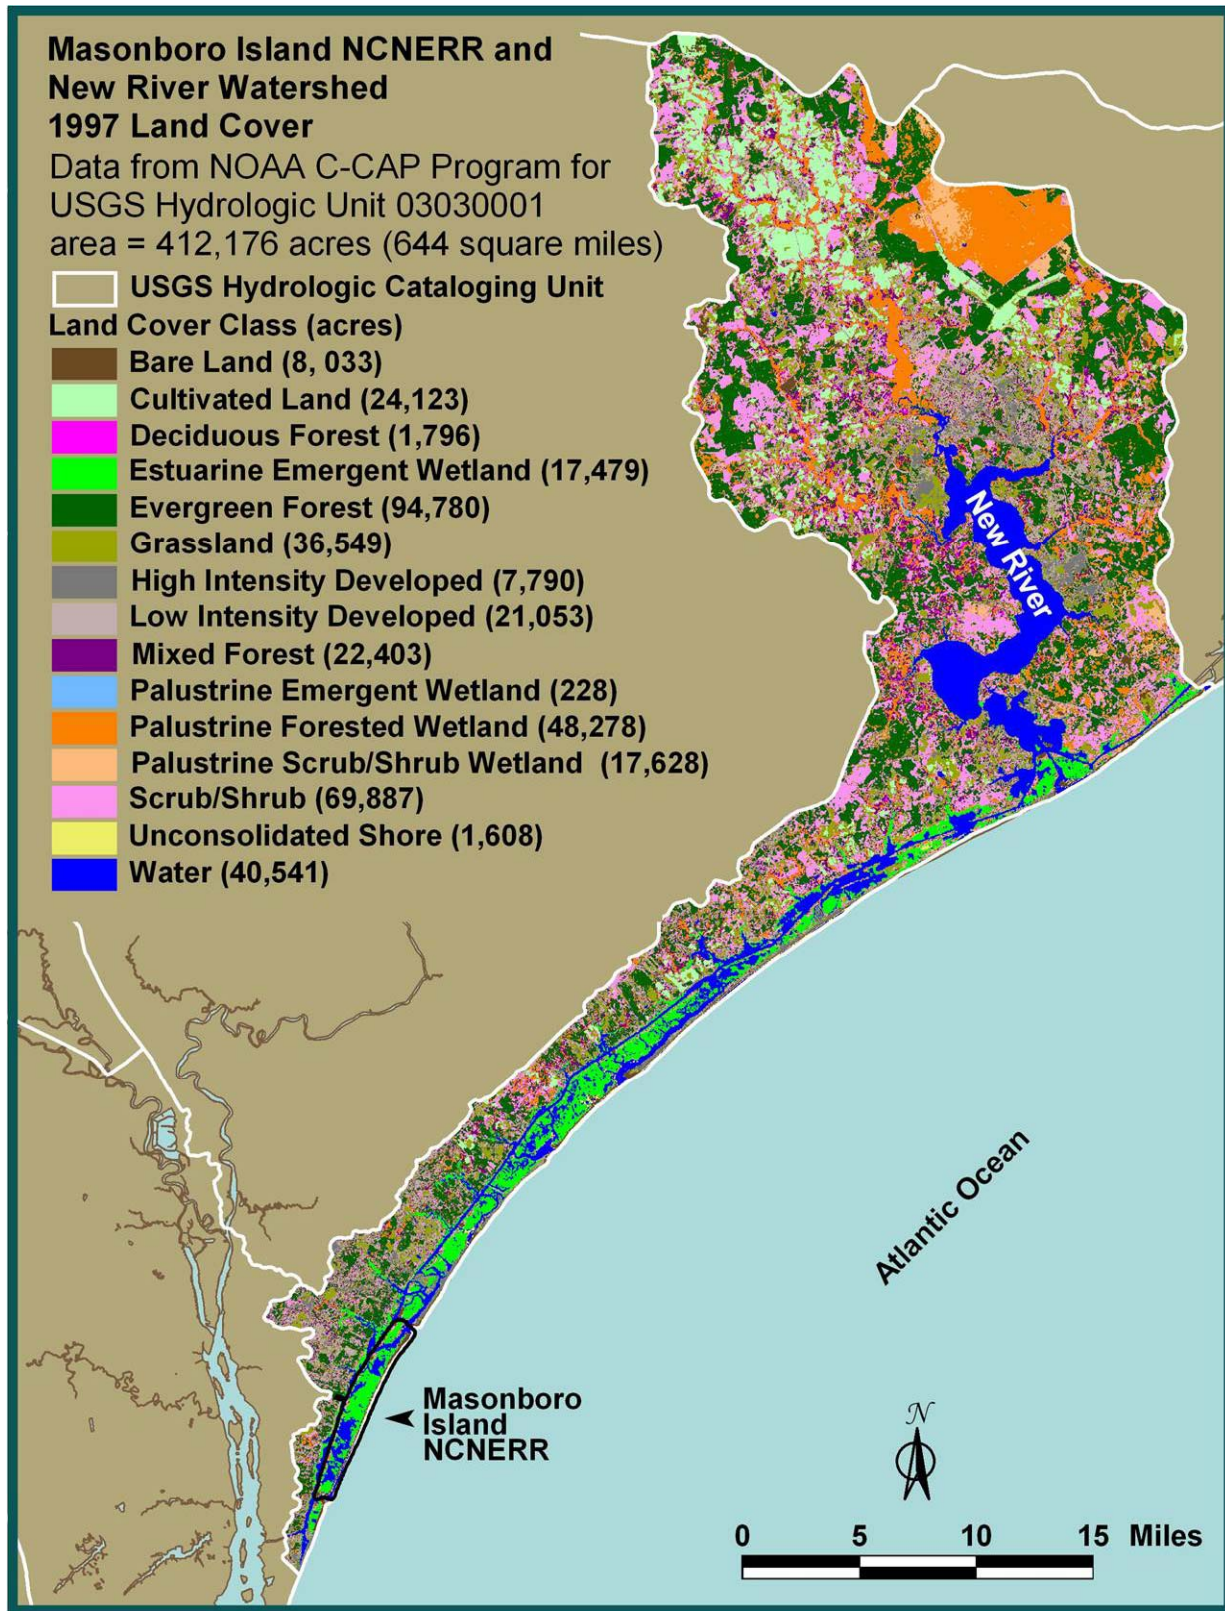 Masonboro Island NCNERR and
New River Watershed
1997 Land Cover
Data from NOAA C-CAP Program for
USGS Hydrologic Unit 03030001
area = 412,176 acres (644 square miles)
USGS Hydrologic Cataloging Unit
Land Cover Class (acres)
Bare Land (8, 033)
Cultivated Land (24,123)
Deciduous Forest (1,796)
Estuarine Emergent Wetland (17,479)
Evergreen Forest (94,780)
Grassland (36,549)
High Intensity Developed (7,790)
Low Intensity Developed (21,053)
Mixed Forest (22,403)
Palustrine Emergent Wetland (228)
Palustrine Forested Wetland (48,278)
Palustrine Scrub/Shrub Wetland (17,628)
Scrub/Shrub (69,887)
Unconsolidated Shore (1,608)
Water (40,541)
New River
Atlantic Ocean
Masonboro
Island
NCNERR
N
0 5 10 15 Miles